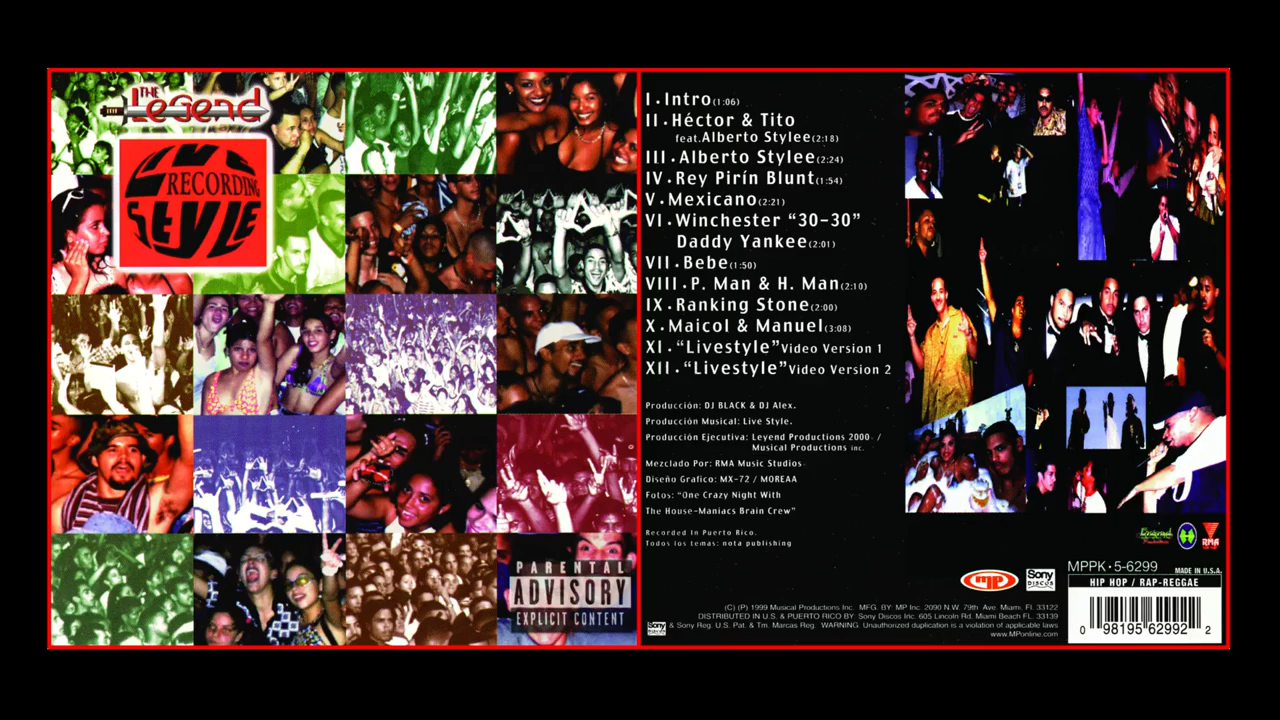 THE
Legend
LIVE
RECORDING
STYLE
PARENTAL
ADVISORY
EXPLICIT CONTENT
I.Intro(1:06)
II.Héctor & Tito
feat.Alberto Stylee(2:18)
III.Alberto Stylee(2:24)
IV.Rey Pirín Blunt(1:54)
V.Mexicano(2:21)
VI.Winchester “30-30”
Daddy Yankee(2:01)
VII.Bebe(1:50)
VIII.P. Man & H. Man(2:10)
IX.Ranking Stone(2:00)
X.Maicol & Manuel(3:08)
XI.“Livestyle”Video Version 1
XII.“Livestyle”Video Version 2
Producción: DJ BLACK & DJ Alex.
Producción Musical: Live Style.
Producción Ejecutiva: Leyend Productions 2000 /
Musical Productions inc.
Mezclado Por: RMA Music Studios
Diseño Grafico: MX-72 / MOREAA
Fotos: “One Crazy Night With
The House-Maniacs Brain Crew”
Recorded In Puerto Rico.
Todos los temas: nota publishing
RMA
mp
Sony
DISCOS
MPPK • 5-6299
MADE IN U.S.A.
HIP HOP / RAP-REGGAE
0 98195 62992 2
(C) (P) 1999 Musical Productions Inc. MFG. BY: MP Inc. 2090 N.W. 79th Ave. Miami, Fl. 33122
DISTRIBUTED IN U.S. & PUERTO RICO BY: Sony Discos Inc. 605 Lincoln Rd. Miami Beach FL. 33139
Sony
DISCOS
& Sony Reg. U.S. Pat. & Tm. Marcas Reg. WARNING: Unauthorized duplication is a violation of applicable laws
www.MPonline.com